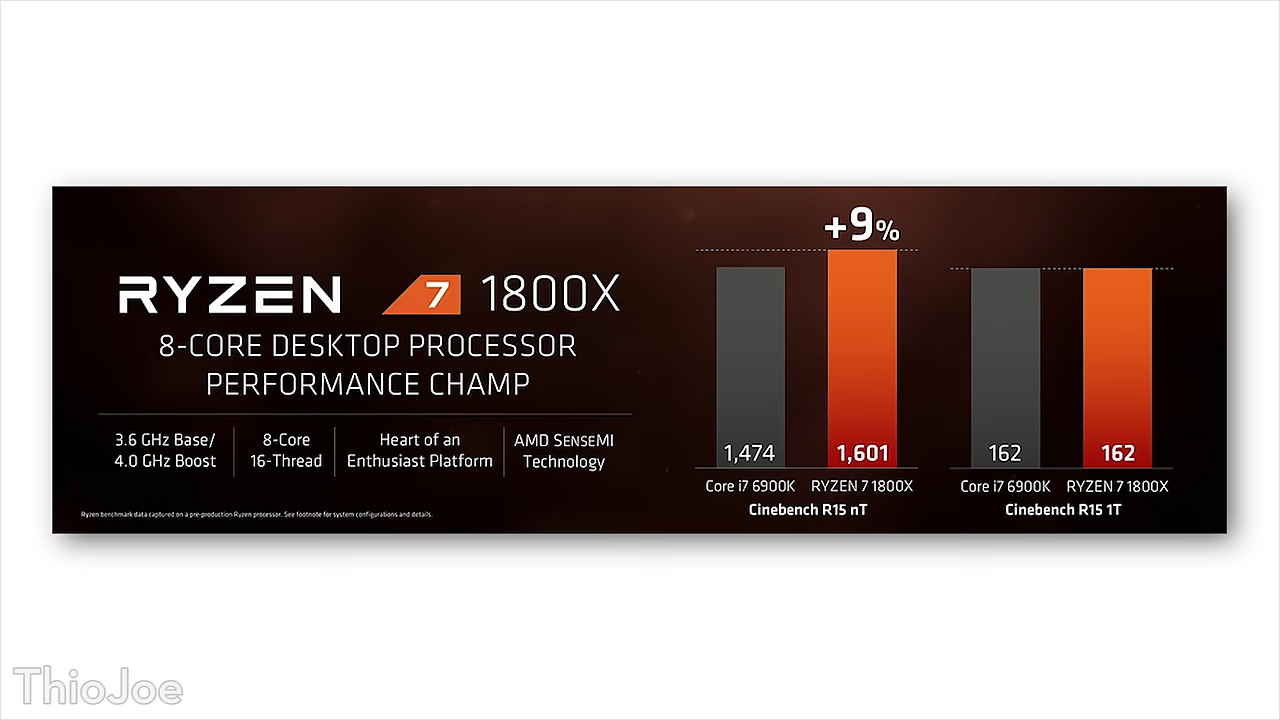 RYZEN 7 1800X
8-CORE DESKTOP PROCESSOR
PERFORMANCE CHAMP
3.6 GHz Base/
4.0 GHz Boost
8-Core
16-Thread
Heart of an
Enthusiast Platform
AMD SENSEMI
Technology
Ryzen benchmark data captured on a pre-production Ryzen processor. See footnote for system configurations and details.
+9%
1,474
1,601
Core i7 6900K
RYZEN 7 1800X
Cinebench R15 nT
162
162
Core i7 6900K
RYZEN 7 1800X
Cinebench R15 1T
ThioJoe